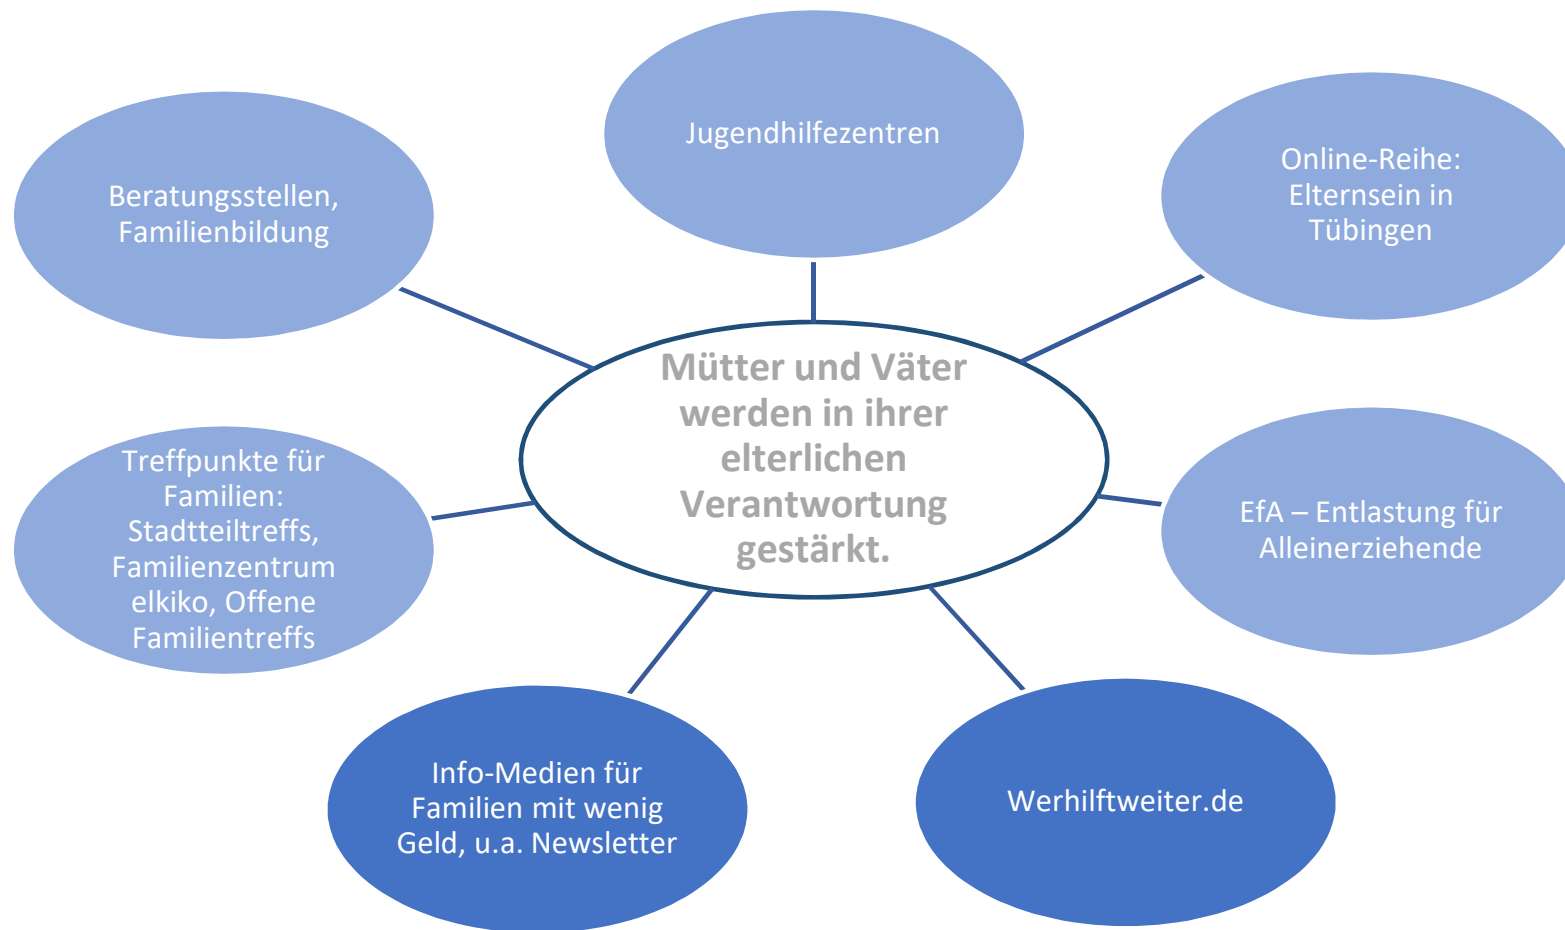 Jugendhilfezentren
Beratungsstellen,
Familienbildung
Online-Reihe:
Elternsein in
Tübingen
Mütter und Väter
werden in ihrer
elterlichen
Verantwortung
gestärkt.
Treffpunkte für
Familien:
Stadtteiltreffs,
Familienzentrum
elkiko, Offene
Familientreffs
EfA – Entlastung für
Alleinerziehende
Info-Medien für
Familien mit wenig
Geld, u.a. Newsletter
Werhilftweiter.de